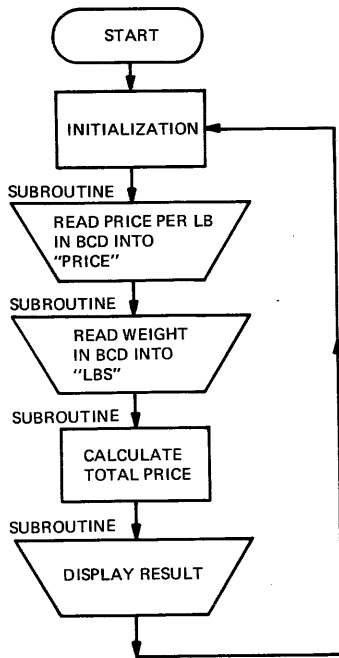 START
INITIALIZATION
SUBROUTINE
READ PRICE PER LB
IN BCD INTO
"PRICE"
SUBROUTINE
READ WEIGHT
IN BCD INTO
"LBS"
SUBROUTINE
CALCULATE
TOTAL PRICE
SUBROUTINE
DISPLAY RESULT